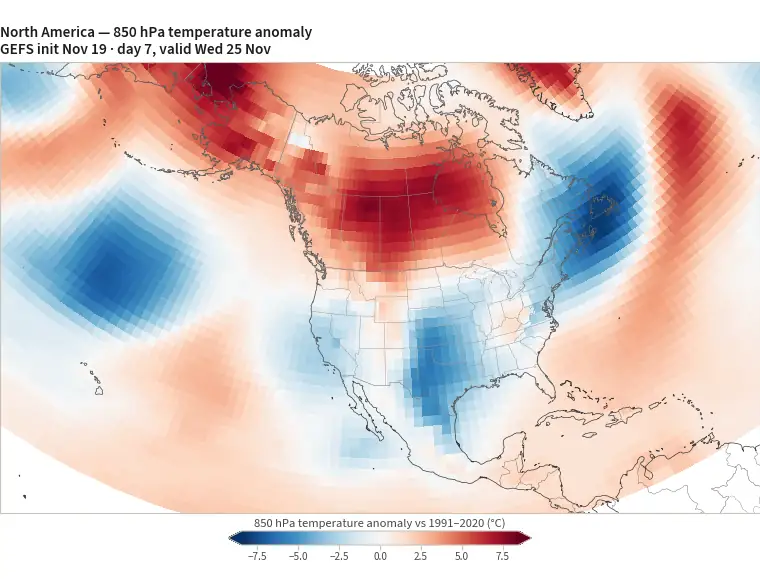 North America — 850 hPa temperature anomaly
GEFS init Nov 19 · day 7, valid Wed 25 Nov
850 hPa temperature anomaly vs 1991–2020 (°C)
−7.5 −5.0 −2.5 0.0 2.5 5.0 7.5